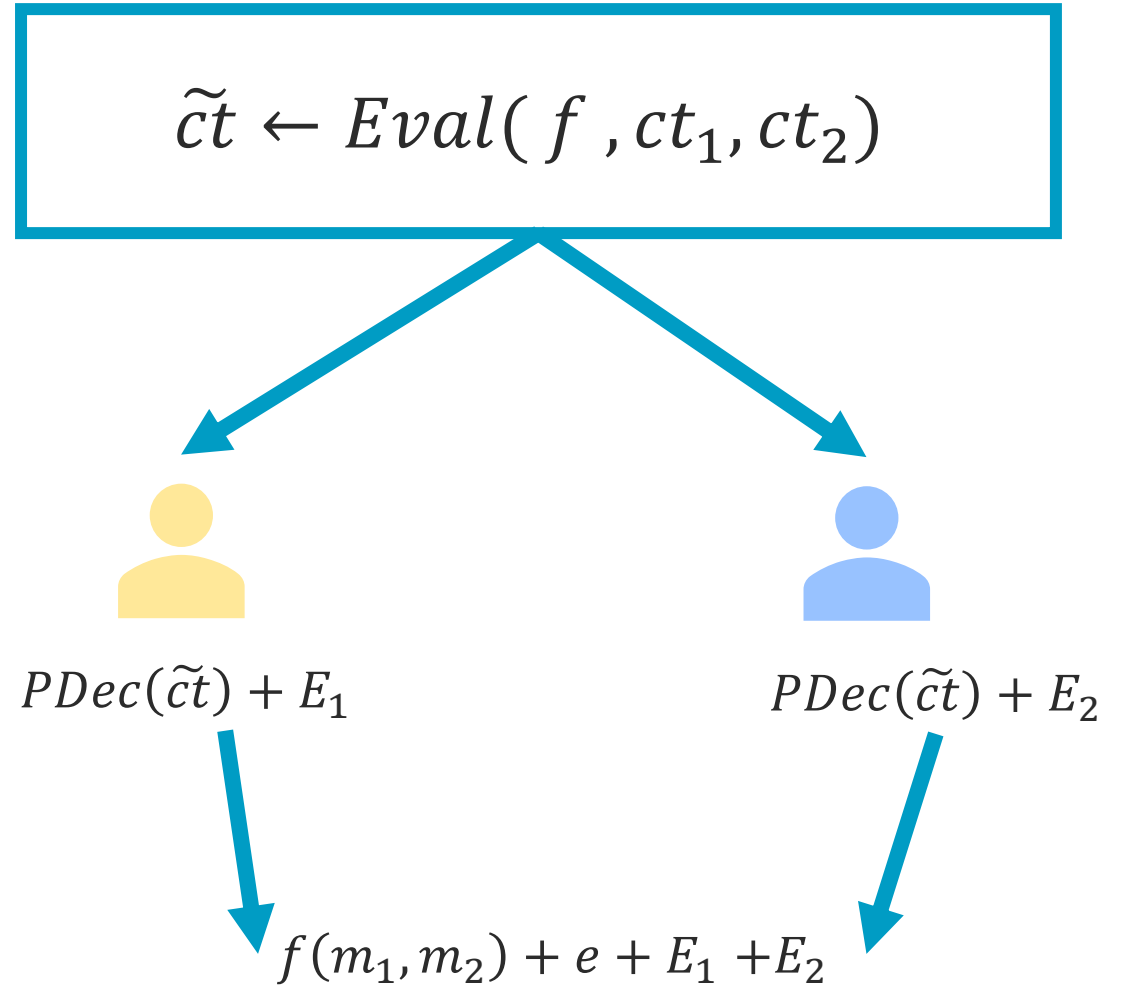 c̃t ← Eval( f , ct₁, ct₂)
PDec(c̃t) + E₁
PDec(c̃t) + E₂
f(m₁, m₂) + e + E₁ +E₂